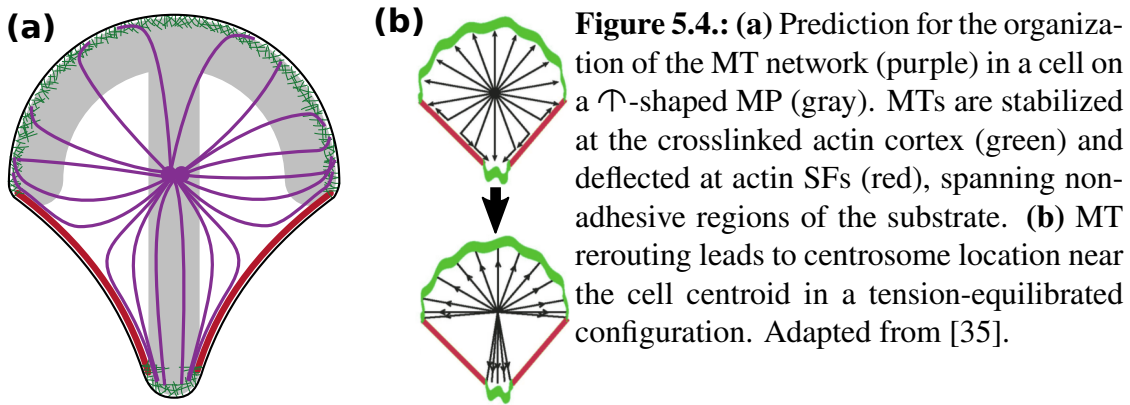 (a)
(b)
Figure 5.4.: (a) Prediction for the organiza-
tion of the MT network (purple) in a cell on
a ⫛-shaped MP (gray). MTs are stabilized
at the crosslinked actin cortex (green) and
deflected at actin SFs (red), spanning non-
adhesive regions of the substrate. (b) MT
rerouting leads to centrosome location near
the cell centroid in a tension-equilibrated
configuration. Adapted from [35].